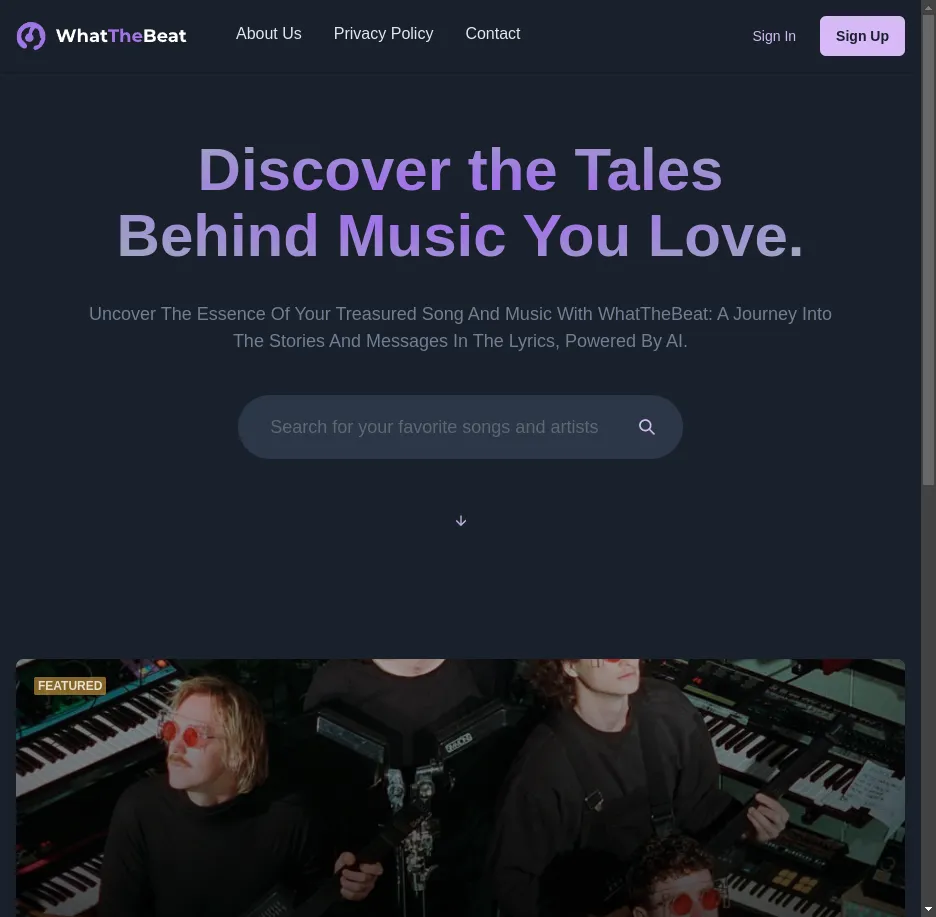 WhatTheBeat
About Us
Privacy Policy
Contact
Sign In
Sign Up
Discover the Tales
Behind Music You Love.
Uncover The Essence Of Your Treasured Song And Music With WhatTheBeat: A Journey Into
The Stories And Messages In The Lyrics, Powered By AI.
Search for your favorite songs and artists
FEATURED